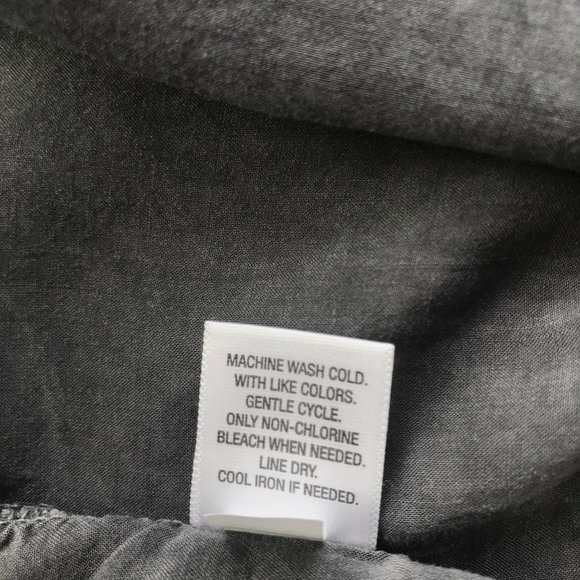 MACHINE WASH COLD.
WITH LIKE COLORS.
GENTLE CYCLE.
ONLY NON-CHLORINE
BLEACH WHEN NEEDED.
LINE DRY.
COOL IRON IF NEEDED.